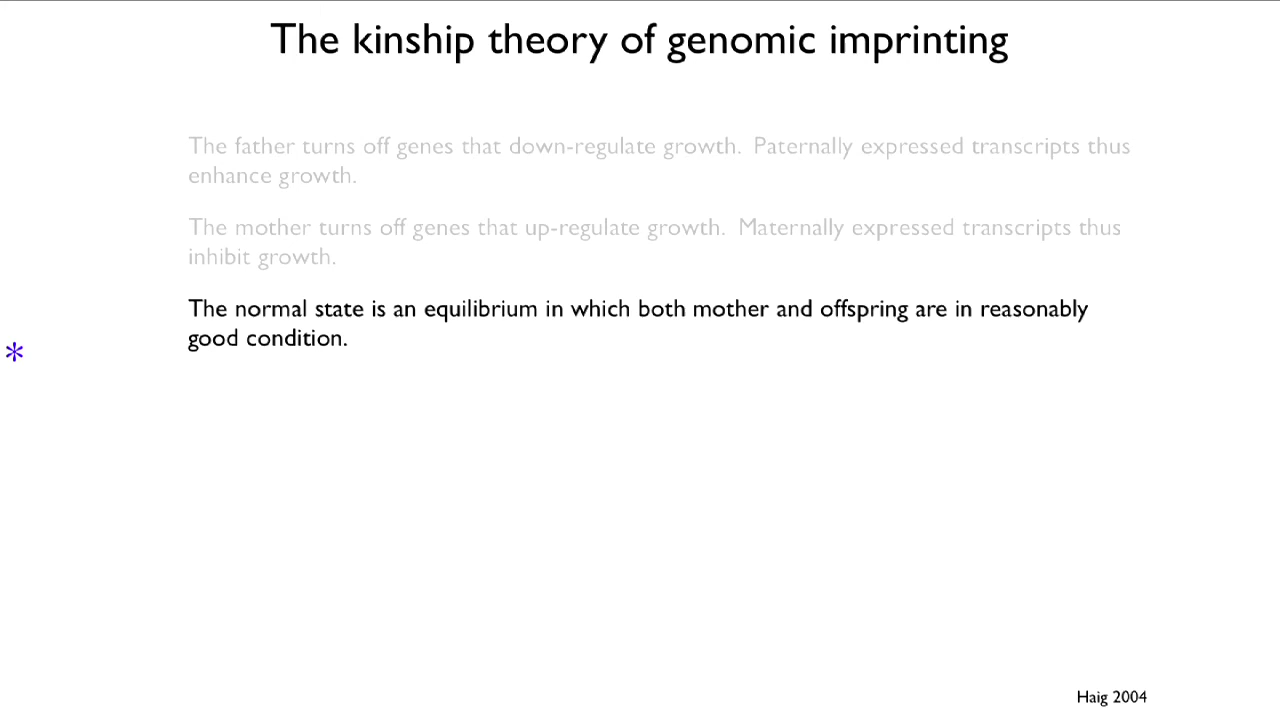 The kinship theory of genomic imprinting
The father turns off genes that down-regulate growth. Paternally expressed transcripts thus
enhance growth.
The mother turns off genes that up-regulate growth. Maternally expressed transcripts thus
inhibit growth.
The normal state is an equilibrium in which both mother and offspring are in reasonably
good condition.
*
Haig 2004